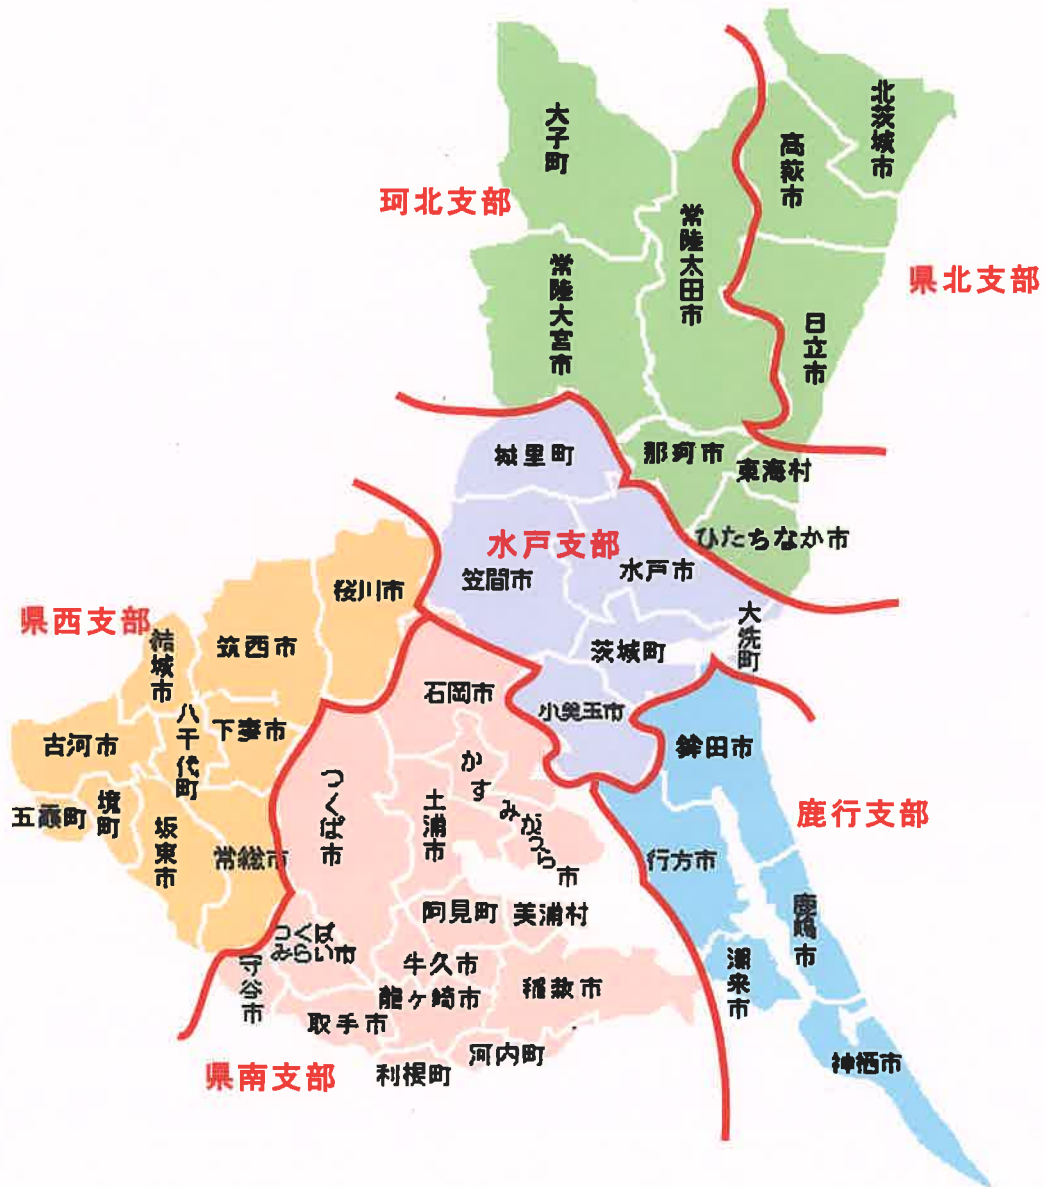 北茨城市
大子町
高萩市
珂北支部
常陸太田市
県北支部
常陸大宮市
日立市
城里町
那珂市
東海村
水戸支部
ひたちなか市
笠間市
水戸市
桜川市
大洗町
県西支部
結城市
筑西市
茨城町
石岡市
小美玉市
八千代町
下妻市
古河市
鉾田市
かすみがうら市
つくば市
土浦市
境町
五霞町
坂東市
鹿行支部
常総市
行方市
鹿嶋市
阿見町
美浦村
つくばみらい市
守谷市
牛久市
潮来市
龍ヶ崎市
稲敷市
取手市
河内町
神栖市
県南支部
利根町